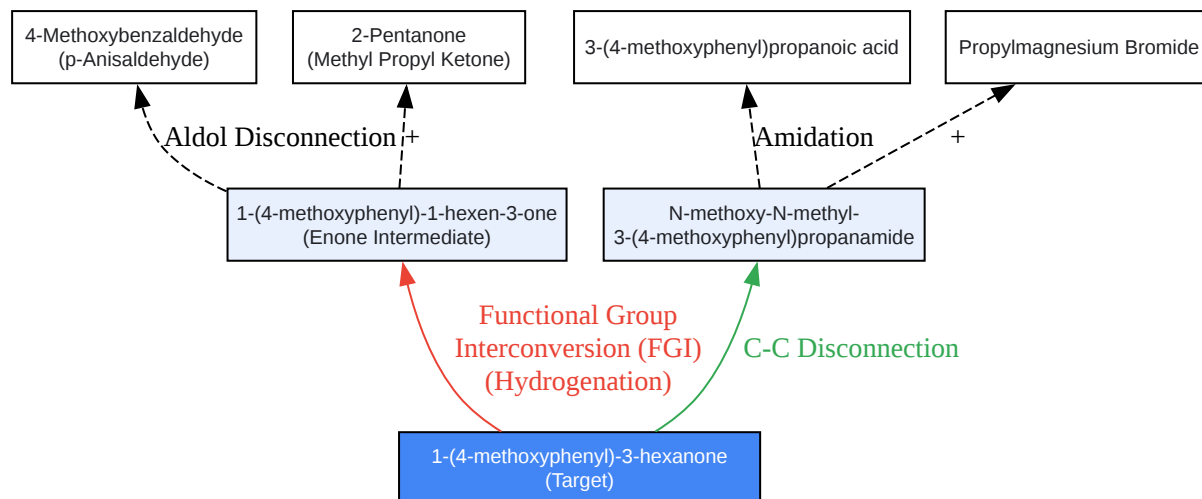 4-Methoxybenzaldehyde
(p-Anisaldehyde)
2-Pentanone
(Methyl Propyl Ketone)
3-(4-methoxyphenyl)propanoic acid
Propylmagnesium Bromide
Aldol Disconnection
+
Amidation
+
1-(4-methoxyphenyl)-1-hexen-3-one
(Enone Intermediate)
N-methoxy-N-methyl-
3-(4-methoxyphenyl)propanamide
Functional Group
Interconversion (FGI)
(Hydrogenation)
C-C Disconnection
1-(4-methoxyphenyl)-3-hexanone
(Target)